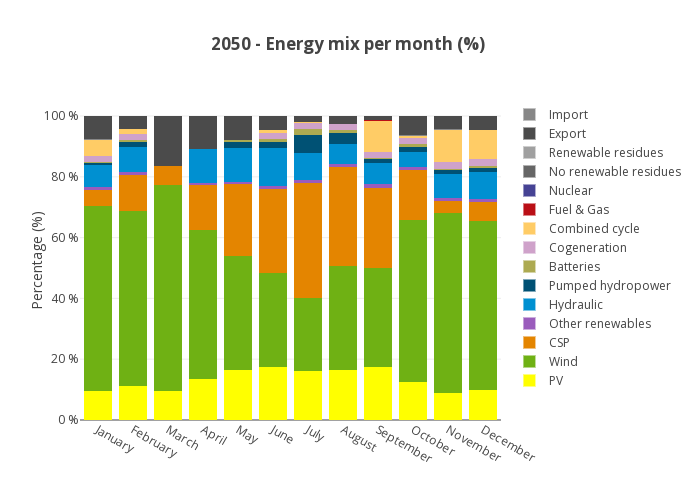 2050 - Energy mix per month (%)
Percentage (%)
100 %
80 %
60 %
40 %
20 %
0 %
January
February
March
April
May
June
July
August
September
October
November
December
Import
Export
Renewable residues
No renewable residues
Nuclear
Fuel & Gas
Combined cycle
Cogeneration
Batteries
Pumped hydropower
Hydraulic
Other renewables
CSP
Wind
PV